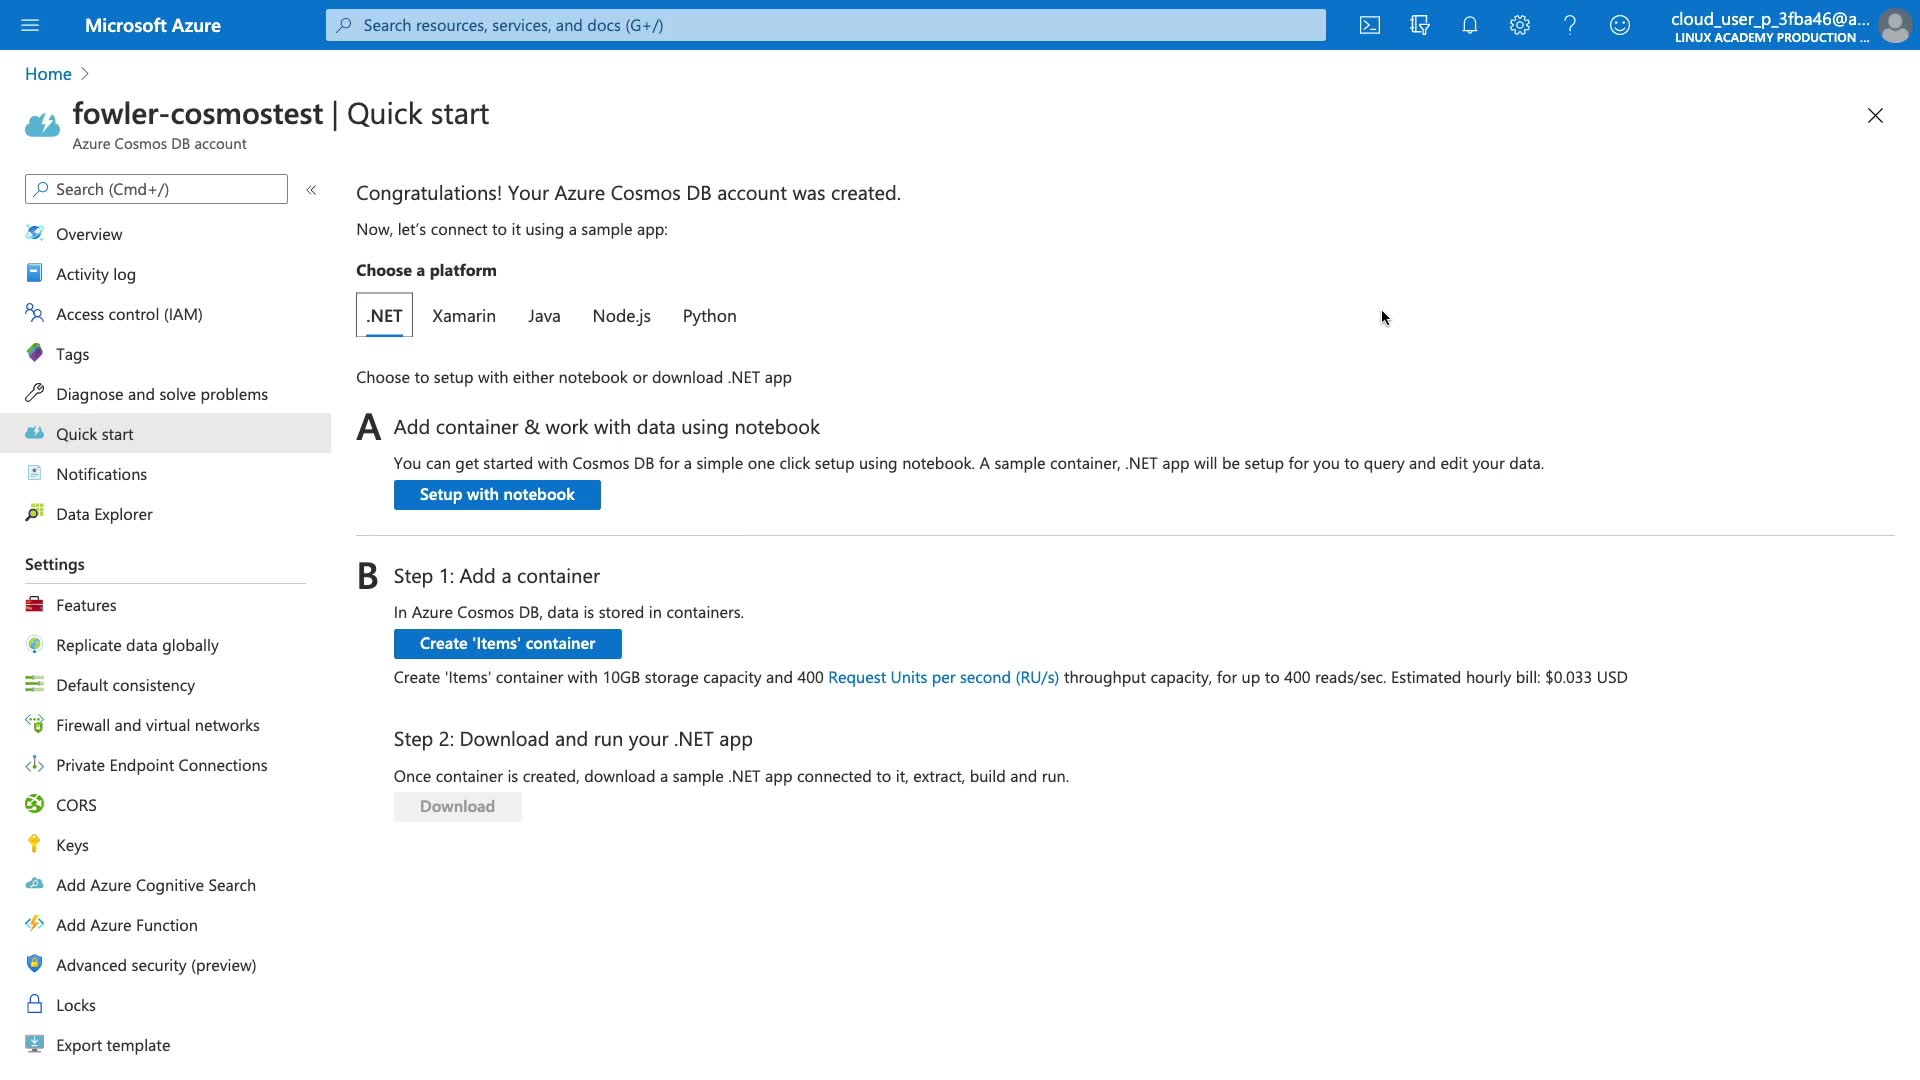 Microsoft Azure
Search resources, services, and docs (G+/)
cloud_user_p_3fba46@a...
LINUX ACADEMY PRODUCTION ...
Home
fowler-cosmostest | Quick start
Azure Cosmos DB account
Search (Cmd+/)
«
Overview
Activity log
Access control (IAM)
Tags
Diagnose and solve problems
Quick start
Notifications
Data Explorer
Settings
Features
Replicate data globally
Default consistency
Firewall and virtual networks
Private Endpoint Connections
CORS
Keys
Add Azure Cognitive Search
Add Azure Function
Advanced security (preview)
Locks
Export template
Congratulations! Your Azure Cosmos DB account was created.
Now, let's connect to it using a sample app:
Choose a platform
.NET Xamarin Java Node.js Python
Choose to setup with either notebook or download .NET app
A Add container & work with data using notebook
You can get started with Cosmos DB for a simple one click setup using notebook. A sample container, .NET app will be setup for you to query and edit your data.
Setup with notebook
B Step 1: Add a container
In Azure Cosmos DB, data is stored in containers.
Create 'Items' container
Create 'Items' container with 10GB storage capacity and 400 Request Units per second (RU/s) throughput capacity, for up to 400 reads/sec. Estimated hourly bill: $0.033 USD
Step 2: Download and run your .NET app
Once container is created, download a sample .NET app connected to it, extract, build and run.
Download